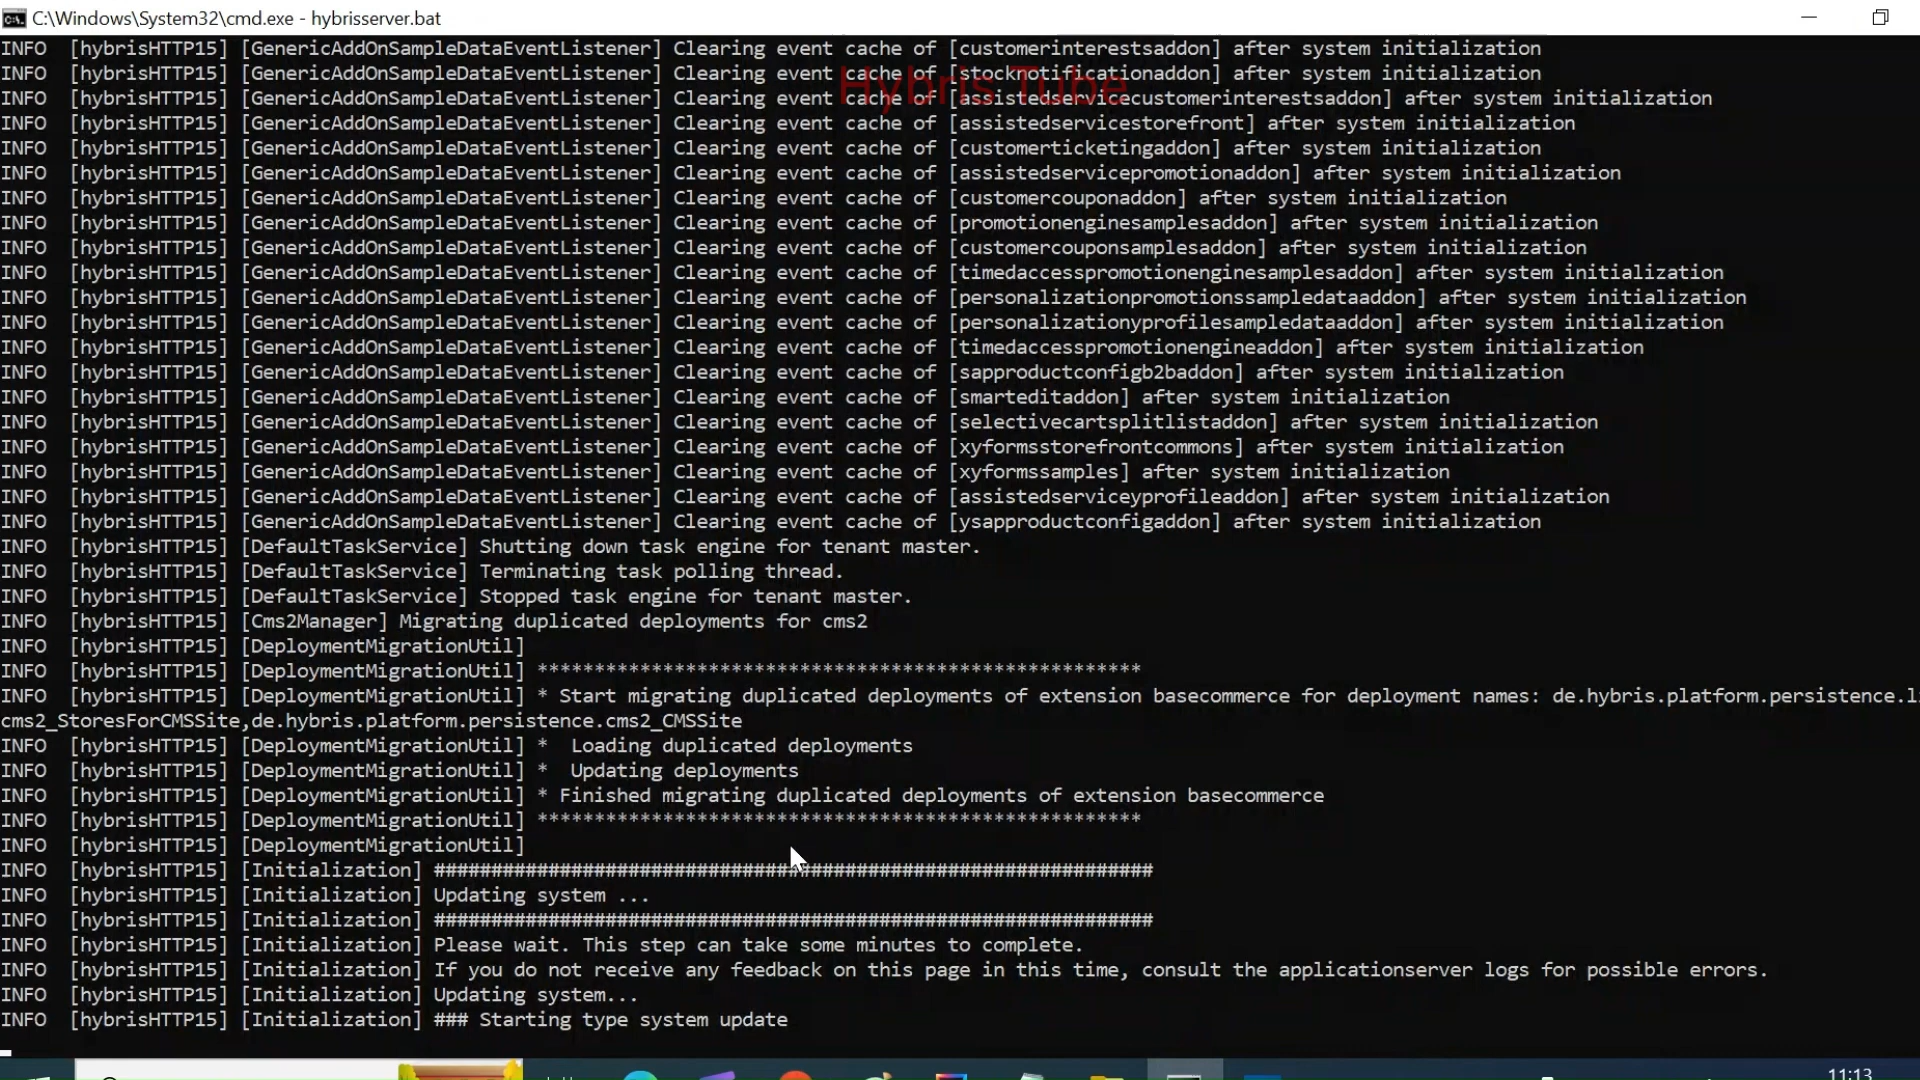 C:\Windows\System32\cmd.exe - hybrisserver.bat
INFO  [hybrisHTTP15] [GenericAddOnSampleDataEventListener] Clearing event cache of [customerinterestsaddon] after system initialization
INFO  [hybrisHTTP15] [GenericAddOnSampleDataEventListener] Clearing event cache of [stocknotificationaddon] after system initialization
Hybris Tube
INFO  [hybrisHTTP15] [GenericAddOnSampleDataEventListener] Clearing event cache of [assistedservicecustomerinterestsaddon] after system initialization
INFO  [hybrisHTTP15] [GenericAddOnSampleDataEventListener] Clearing event cache of [assistedservicestorefront] after system initialization
INFO  [hybrisHTTP15] [GenericAddOnSampleDataEventListener] Clearing event cache of [customerticketingaddon] after system initialization
INFO  [hybrisHTTP15] [GenericAddOnSampleDataEventListener] Clearing event cache of [assistedservicepromotionaddon] after system initialization
INFO  [hybrisHTTP15] [GenericAddOnSampleDataEventListener] Clearing event cache of [customercouponaddon] after system initialization
INFO  [hybrisHTTP15] [GenericAddOnSampleDataEventListener] Clearing event cache of [promotionenginesamplesaddon] after system initialization
INFO  [hybrisHTTP15] [GenericAddOnSampleDataEventListener] Clearing event cache of [customercouponsamplesaddon] after system initialization
INFO  [hybrisHTTP15] [GenericAddOnSampleDataEventListener] Clearing event cache of [timedaccesspromotionenginesamplesaddon] after system initialization
INFO  [hybrisHTTP15] [GenericAddOnSampleDataEventListener] Clearing event cache of [personalizationpromotionssampledataaddon] after system initialization
INFO  [hybrisHTTP15] [GenericAddOnSampleDataEventListener] Clearing event cache of [personalizationyprofilesampledataaddon] after system initialization
INFO  [hybrisHTTP15] [GenericAddOnSampleDataEventListener] Clearing event cache of [timedaccesspromotionengineaddon] after system initialization
INFO  [hybrisHTTP15] [GenericAddOnSampleDataEventListener] Clearing event cache of [sapproductconfigb2baddon] after system initialization
INFO  [hybrisHTTP15] [GenericAddOnSampleDataEventListener] Clearing event cache of [smarteditaddon] after system initialization
INFO  [hybrisHTTP15] [GenericAddOnSampleDataEventListener] Clearing event cache of [selectivecartsplitlistaddon] after system initialization
INFO  [hybrisHTTP15] [GenericAddOnSampleDataEventListener] Clearing event cache of [xyformsstorefrontcommons] after system initialization
INFO  [hybrisHTTP15] [GenericAddOnSampleDataEventListener] Clearing event cache of [xyformssamples] after system initialization
INFO  [hybrisHTTP15] [GenericAddOnSampleDataEventListener] Clearing event cache of [assistedserviceyprofileaddon] after system initialization
INFO  [hybrisHTTP15] [GenericAddOnSampleDataEventListener] Clearing event cache of [ysapproductconfigaddon] after system initialization
INFO  [hybrisHTTP15] [DefaultTaskService] Shutting down task engine for tenant master.
INFO  [hybrisHTTP15] [DefaultTaskService] Terminating task polling thread.
INFO  [hybrisHTTP15] [DefaultTaskService] Stopped task engine for tenant master.
INFO  [hybrisHTTP15] [Cms2Manager] Migrating duplicated deployments for cms2
INFO  [hybrisHTTP15] [DeploymentMigrationUtil]
INFO  [hybrisHTTP15] [DeploymentMigrationUtil] *****************************************************
INFO  [hybrisHTTP15] [DeploymentMigrationUtil] * Start migrating duplicated deployments of extension basecommerce for deployment names: de.hybris.platform.persistence.l
cms2_StoresForCMSSite,de.hybris.platform.persistence.cms2_CMSSite
INFO  [hybrisHTTP15] [DeploymentMigrationUtil] *  Loading duplicated deployments
INFO  [hybrisHTTP15] [DeploymentMigrationUtil] *  Updating deployments
INFO  [hybrisHTTP15] [DeploymentMigrationUtil] * Finished migrating duplicated deployments of extension basecommerce
INFO  [hybrisHTTP15] [DeploymentMigrationUtil] *****************************************************
INFO  [hybrisHTTP15] [DeploymentMigrationUtil]
INFO  [hybrisHTTP15] [Initialization] ###############################################################
INFO  [hybrisHTTP15] [Initialization] Updating system ...
INFO  [hybrisHTTP15] [Initialization] ###############################################################
INFO  [hybrisHTTP15] [Initialization] Please wait. This step can take some minutes to complete.
INFO  [hybrisHTTP15] [Initialization] If you do not receive any feedback on this page in this time, consult the applicationserver logs for possible errors.
INFO  [hybrisHTTP15] [Initialization] Updating system...
INFO  [hybrisHTTP15] [Initialization] ### Starting type system update
11:13